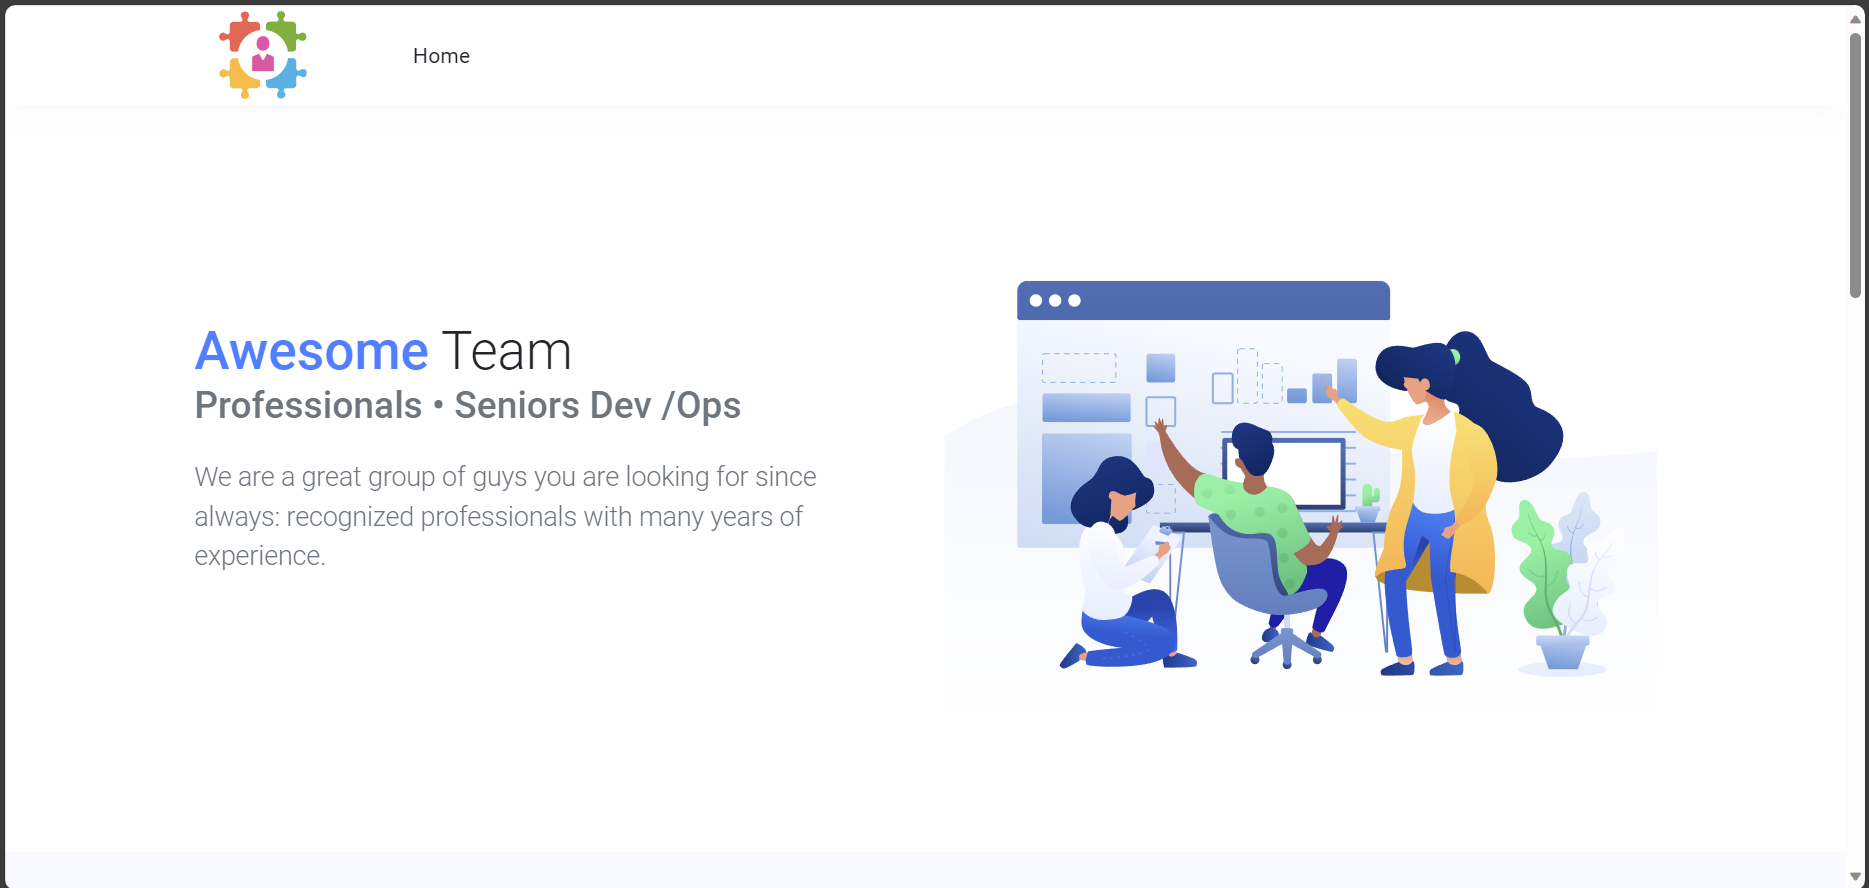 Home
Awesome Team
Professionals • Seniors Dev /Ops
We are a great group of guys you are looking for since
always: recognized professionals with many years of
experience.